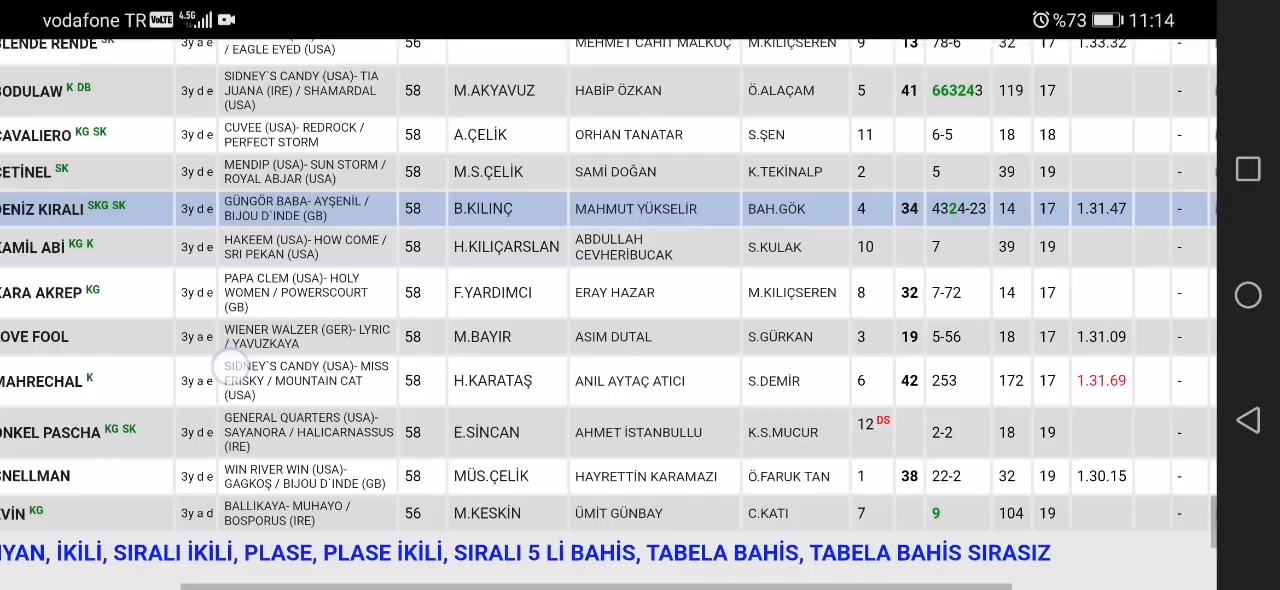 vodafone TR VoLTE 4.5G %73 11:14
BLENDE RENDE SK 3y a e / EAGLE EYED (USA) 56 MEHMET CAHİT MALKOÇ M.KILIÇSEREN 9 13 78-6 32 17 1.33.32 -
SIDNEY`S CANDY (USA)- TIA
BODULAW K DB 3y d e JUANA (IRE) / SHAMARDAL 58 M.AKYAVUZ HABİP ÖZKAN Ö.ALAÇAM 5 41 663243 119 17 -
(USA)
CAVALIERO KG SK 3y d e CUVEE (USA)- REDROCK / 58 A.ÇELİK ORHAN TANATAR S.ŞEN 11 6-5 18 18 -
PERFECT STORM
ÇETİNEL SK 3y d e MENDIP (USA)- SUN STORM / 58 M.S.ÇELİK SAMİ DOĞAN K.TEKİNALP 2 5 39 19 -
ROYAL ABJAR (USA)
DENİZ KIRALI SKG SK 3y d e GÜNGÖR BABA- AYŞENİL / 58 B.KILINÇ MAHMUT YÜKSELİR BAH.GÖK 4 34 4324-23 14 17 1.31.47 -
BIJOU D`INDE (GB)
KAMİL ABİ KG K 3y d e HAKEEM (USA)- HOW COME / 58 H.KILIÇARSLAN ABDULLAH S.KULAK 10 7 39 19 -
SRI PEKAN (USA) CEVHERİBUCAK
PAPA CLEM (USA)- HOLY
KARA AKREP KG 3y d e WOMEN / POWERSCOURT 58 F.YARDIMCI ERAY HAZAR M.KILIÇSEREN 8 32 7-72 14 17 -
(GB)
LOVE FOOL 3y a e WIENER WALZER (GER)- LYRIC 58 M.BAYIR ASIM DUTAL S.GÜRKAN 3 19 5-56 18 17 1.31.09 -
/ YAVUZKAYA
SIDNEY`S CANDY (USA)- MISS
MAHRECHAL K 3y a e FRISKY / MOUNTAIN CAT 58 H.KARATAŞ ANIL AYTAÇ ATICI S.DEMİR 6 42 253 172 17 1.31.69 -
(USA)
GENERAL QUARTERS (USA)-
ONKEL PASCHA KG SK 3y d e SAYANORA / HALICARNASSUS 58 E.SİNCAN AHMET İSTANBULLU K.S.MUCUR 12 DS 2-2 18 19 -
(IRE)
SNELLMAN 3y d e WIN RIVER WIN (USA)- 58 MÜS.ÇELİK HAYRETTİN KARAMAZI Ö.FARUK TAN 1 38 22-2 32 19 1.30.15 -
GAGKOŞ / BIJOU D`INDE (GB)
EVİN KG 3y a d BALLIKAYA- MUHAYO / 56 M.KESKİN ÜMİT GÜNBAY C.KATI 7 9 104 19 -
BOSPORUS (IRE)
YAN, İKİLİ, SIRALI İKİLİ, PLASE, PLASE İKİLİ, SIRALI 5 Lİ BAHİS, TABELA BAHİS, TABELA BAHİS SIRASIZ